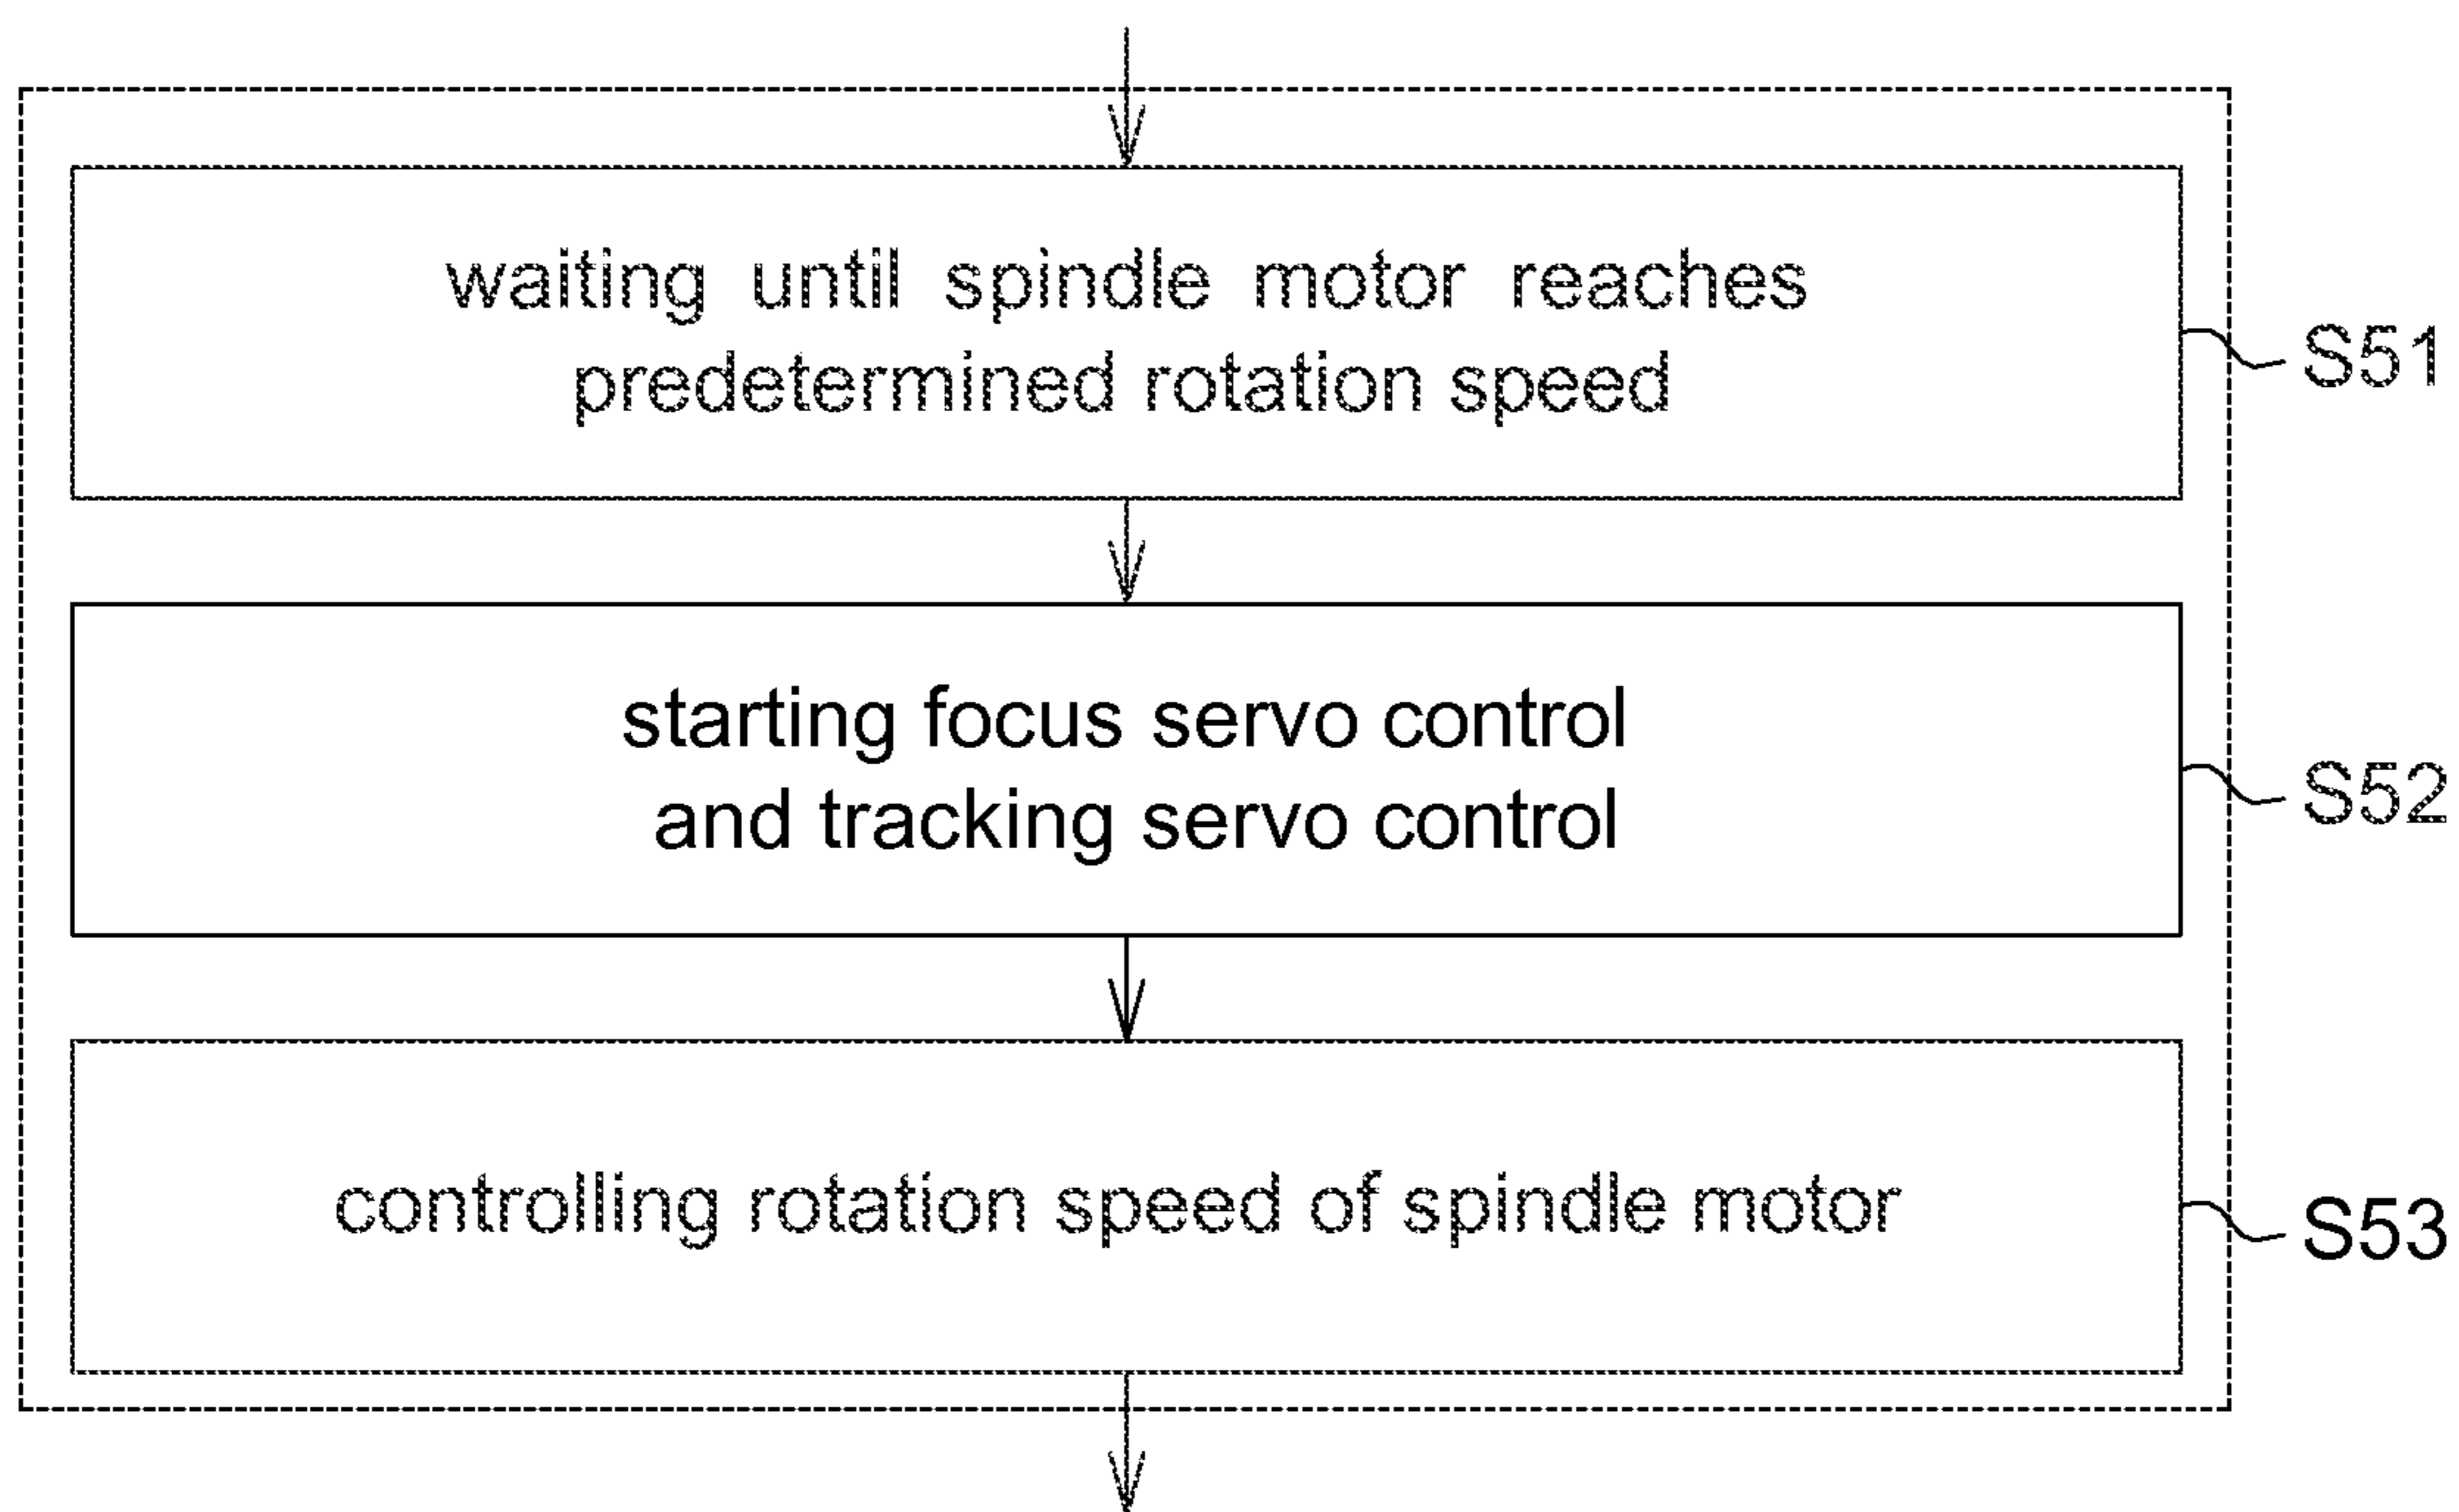 waiting until spindle motor reaches
predetermined rotation speed
S51
starting focus servo control
and tracking servo control
S52
controlling rotation speed of spindle motor
S53